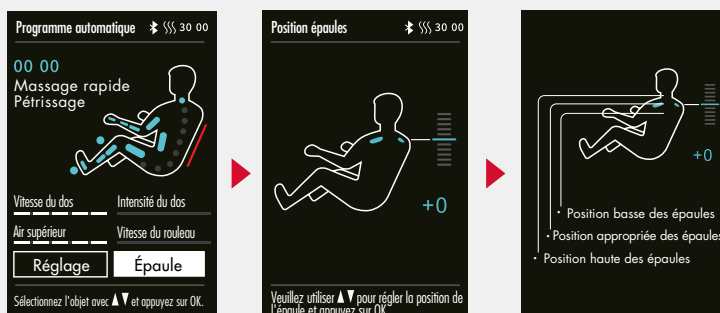 Programme automatique 30 00
00 00
Massage rapide
Pétrissage
Vitesse du dos Intensité du dos
Air supérieur Vitesse du rouleau
Réglage Épaule
Sélectionnez l'objet avec ▲▼ et appuyez sur OK.
Position épaules 30 00
+0
Veuillez utiliser ▲▼ pour régler la position de
l'épaule et appuyez sur OK
+0
· Position basse des épaules
· Position appropriée des épaules
· Position haute des épaules